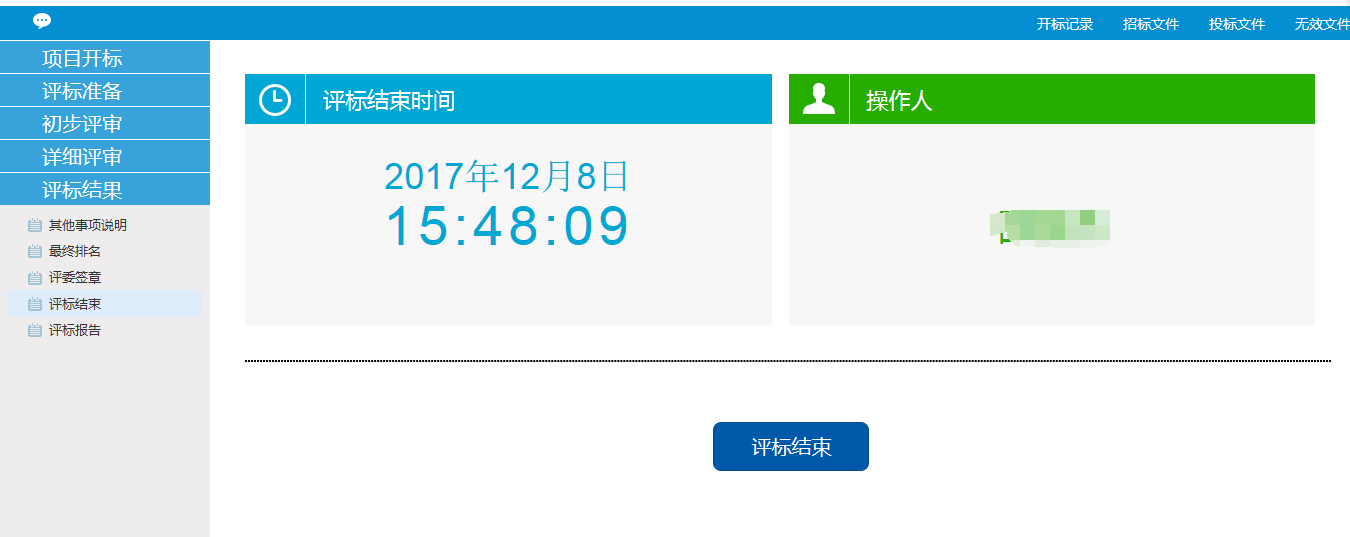 开标记录 招标文件 投标文件 无效文件
项目开标
评标准备
初步评审
详细评审
评标结果
其他事项说明
最终排名
评委签章
评标结束
评标报告
评标结束时间
2017年12月8日
15:48:09
操作人
评标结束